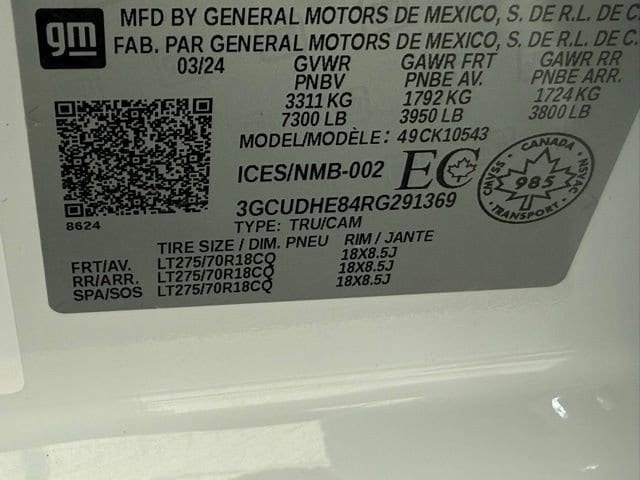 gm
MFD BY GENERAL MOTORS DE MEXICO, S. DE R.L. DE C
FAB. PAR GENERAL MOTORS DE MEXICO, S. DE R.L. DE C.
03/24 GVWR GAWR FRT GAWR RR
PNBV PNBE AV. PNBE ARR.
3311 KG 1792 KG 1724 KG
7300 LB 3950 LB 3800 LB
MODEL/MODÈLE: 49CK10543
ICES/NMB-002 EC
CANADA
SA/NO 985 NSVAC
TRANSPORT
3GCUDHE84RG291369
8624
TYPE: TRU/CAM
TIRE SIZE / DIM. PNEU RIM / JANTE
FRT/AV. LT275/70R18CQ 18X8.5J
RR/ARR. LT275/70R18CQ 18X8.5J
SPA/SOS LT275/70R18CQ 18X8.5J